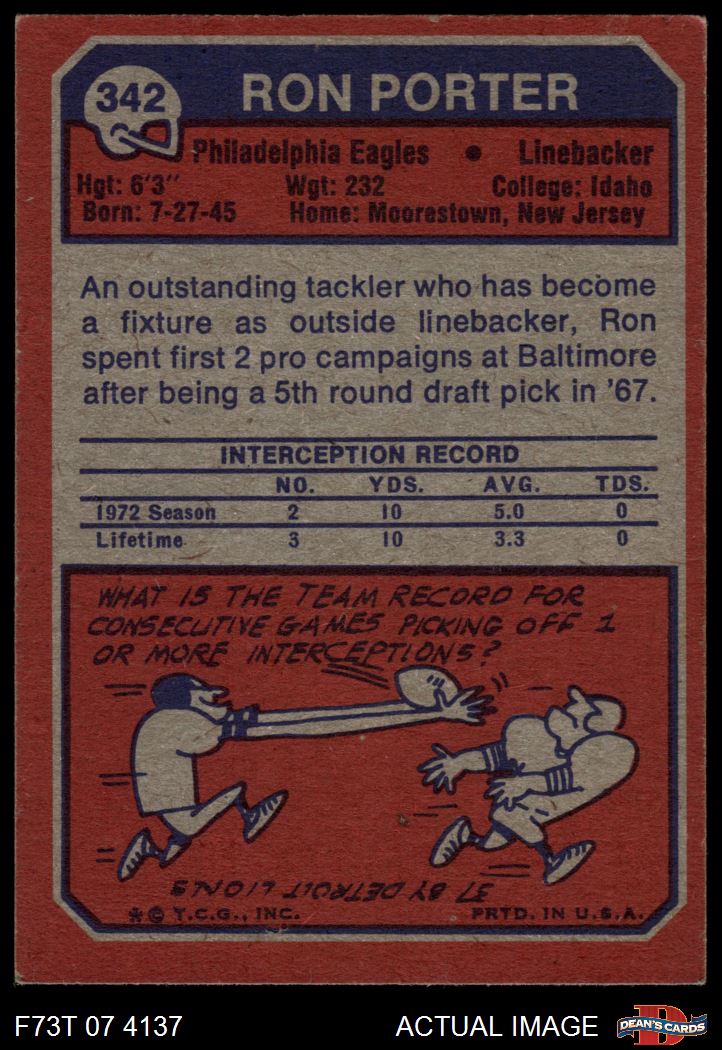 342
RON PORTER
Philadelphia Eagles • Linebacker
Hgt: 6'3" Wgt: 232 College: Idaho
Born: 7-27-45 Home: Moorestown, New Jersey
An outstanding tackler who has become
a fixture as outside linebacker, Ron
spent first 2 pro campaigns at Baltimore
after being a 5th round draft pick in '67.
INTERCEPTION RECORD
NO. YDS. AVG. TDS.
1972 Season 2 10 5.0 0
Lifetime 3 10 3.3 0
WHAT IS THE TEAM RECORD FOR
CONSECUTIVE GAMES PICKING OFF 1
OR MORE INTERCEPTIONS?
37 BY DETROIT LIONS
* © T.C.G., INC. PRTD. IN U.S.A.
F73T 07 4137 ACTUAL IMAGE
D
DEAN'S CARDS